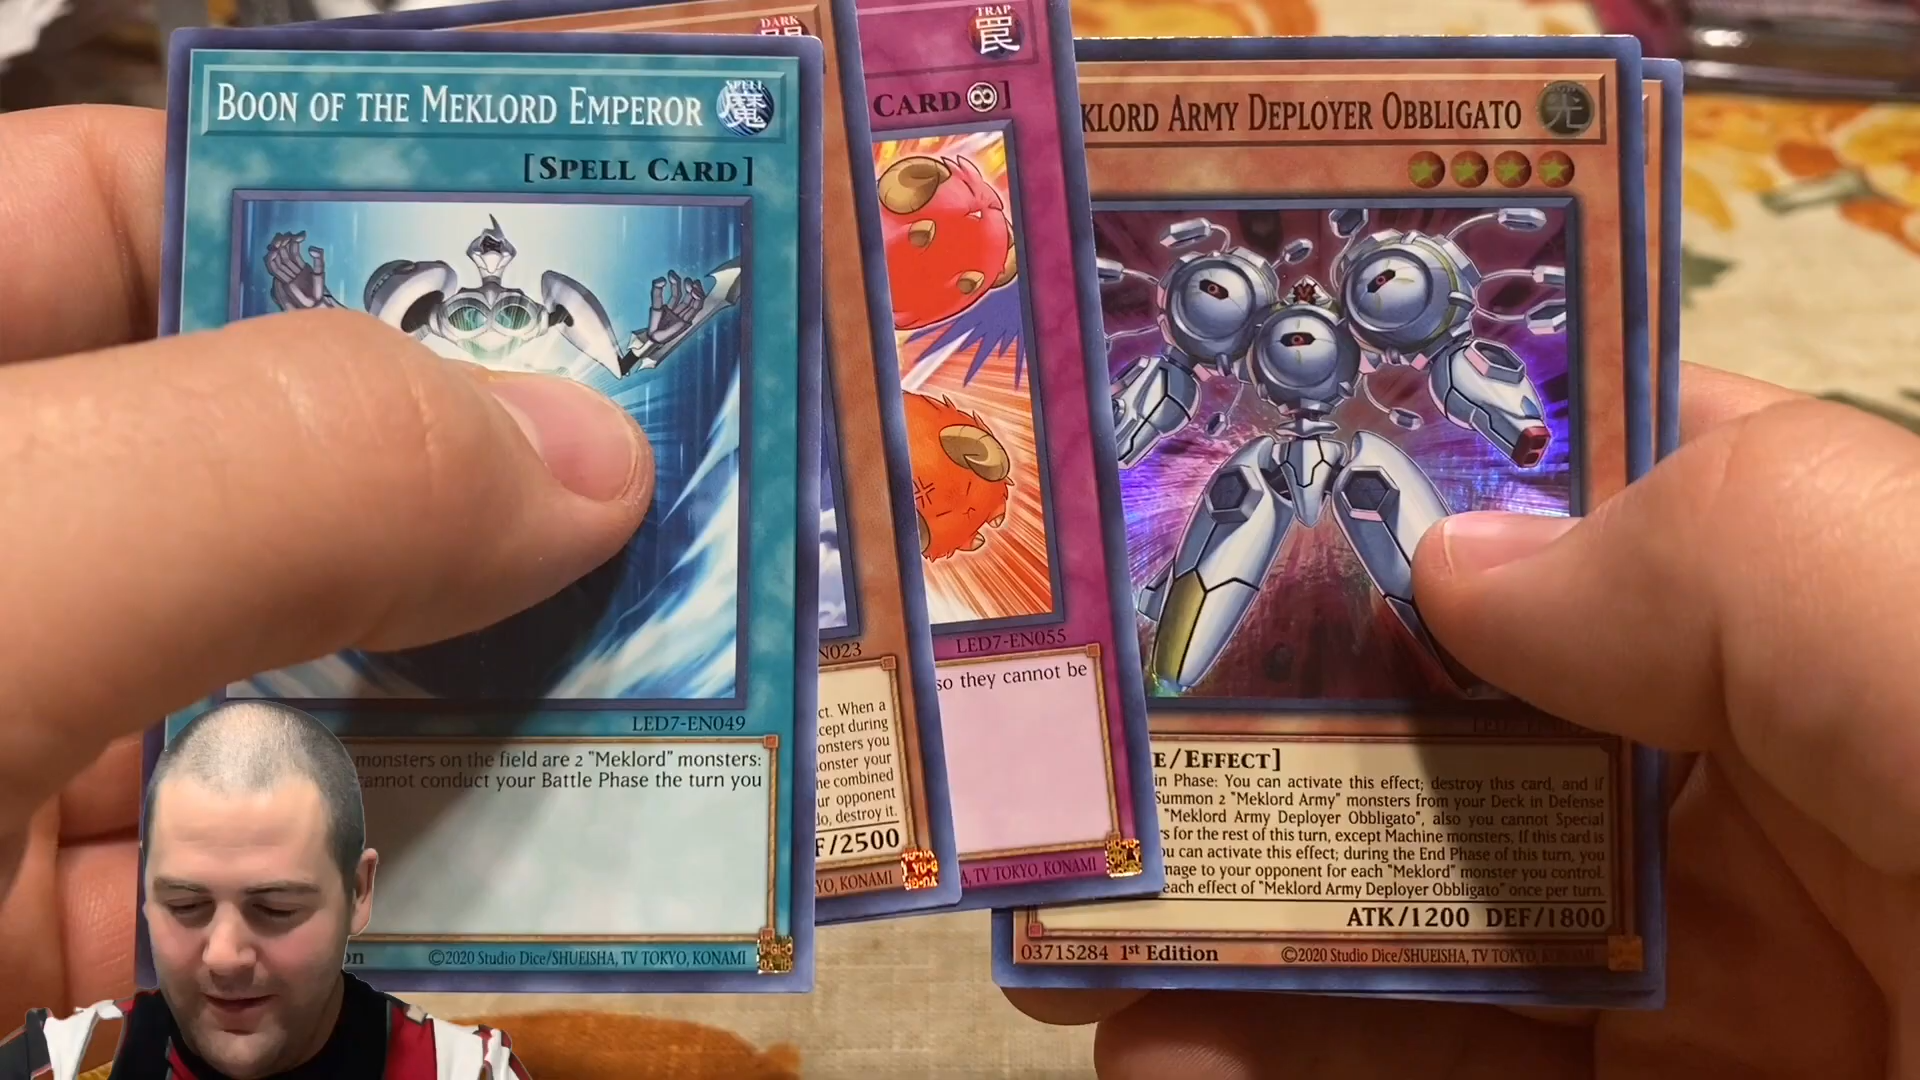 BOON OF THE MEKLORD EMPEROR
SPELL
魔
[SPELL CARD]
LED7-EN049
monsters on the field are 2 "Meklord" monsters:
cannot conduct your Battle Phase the turn you
©2020 Studio Dice/SHUEISHA, TV TOKYO, KONAMI
DARK
N023
ct. When a
cept during
onsters you
onster your
he combined
ur opponent
do, destroy it.
F/2500
YO, KONAMI
TRAP
罠
CARD ∞]
LED7-EN055
so they cannot be
A, TV TOKYO, KONAMI
KLORD ARMY DEPLOYER OBBLIGATO
光
E/EFFECT]
in Phase: You can activate this effect; destroy this card, and if
Summon 2 "Meklord Army" monsters from your Deck in Defense
"Meklord Army Deployer Obbligato", also you cannot Special
rs for the rest of this turn, except Machine monsters. If this card is
ou can activate this effect; during the End Phase of this turn, you
mage to your opponent for each "Meklord" monster you control.
each effect of "Meklord Army Deployer Obbligato" once per turn.
ATK/1200 DEF/1800
03715284 1st Edition ©2020 Studio Dice/SHUEISHA, TV TOKYO, KONAMI